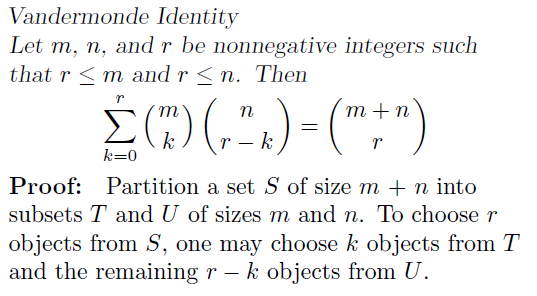 Vandermonde Identity
Let m, n, and r be nonnegative integers such
that r ≤ m and r ≤ n. Then
\sum_{k=0}^{r} \binom{m}{k} \binom{n}{r-k} = \binom{m+n}{r}
Proof: Partition a set S of size m + n into
subsets T and U of sizes m and n. To choose r
objects from S, one may choose k objects from T
and the remaining r − k objects from U.